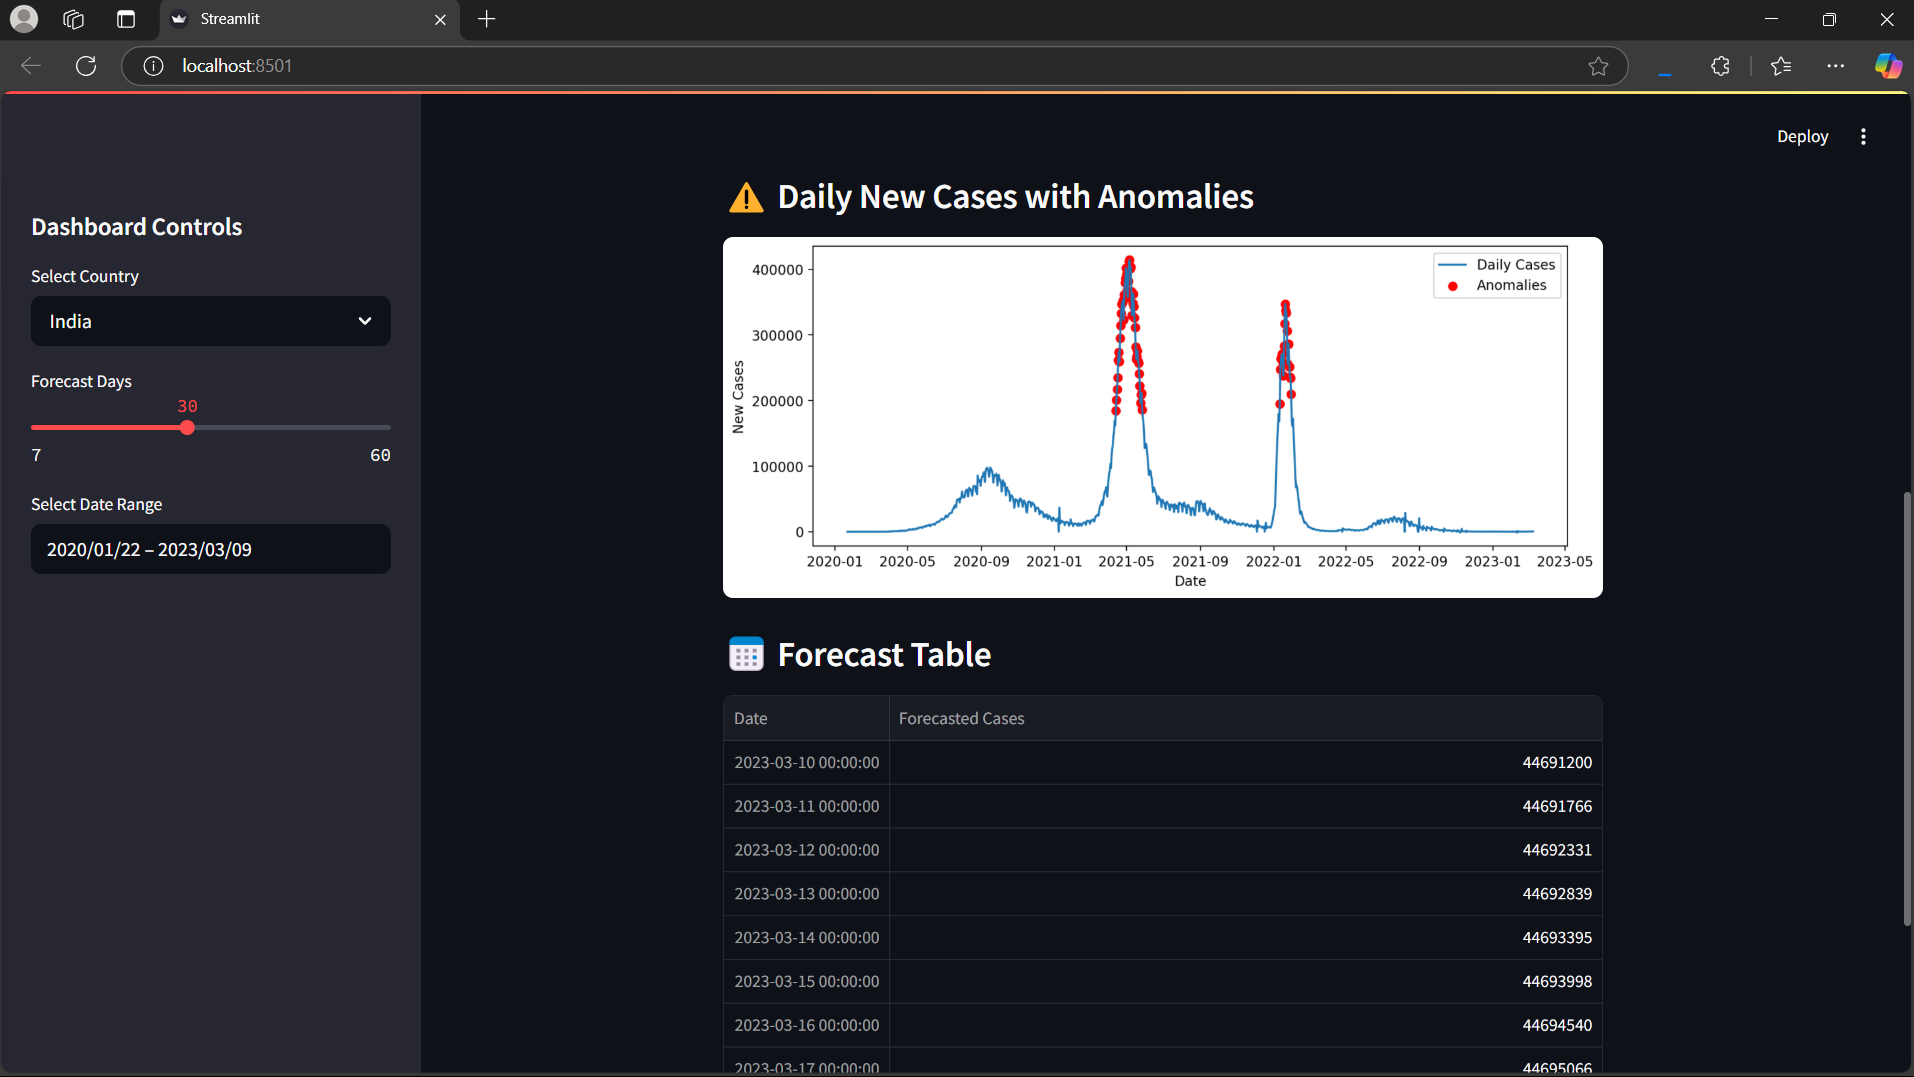 Streamlit
localhost:8501
Deploy
Dashboard Controls
Select Country
India
Forecast Days
30
7 60
Select Date Range
2020/01/22 – 2023/03/09
Daily New Cases with Anomalies
Daily Cases
Anomalies
400000
300000
200000
100000
0
New Cases
2020-01 2020-05 2020-09 2021-01 2021-05 2021-09 2022-01 2022-05 2022-09 2023-01 2023-05
Date
Forecast Table
Date Forecasted Cases
2023-03-10 00:00:00 44691200
2023-03-11 00:00:00 44691766
2023-03-12 00:00:00 44692331
2023-03-13 00:00:00 44692839
2023-03-14 00:00:00 44693395
2023-03-15 00:00:00 44693998
2023-03-16 00:00:00 44694540
2023-03-17 00:00:00 44695066